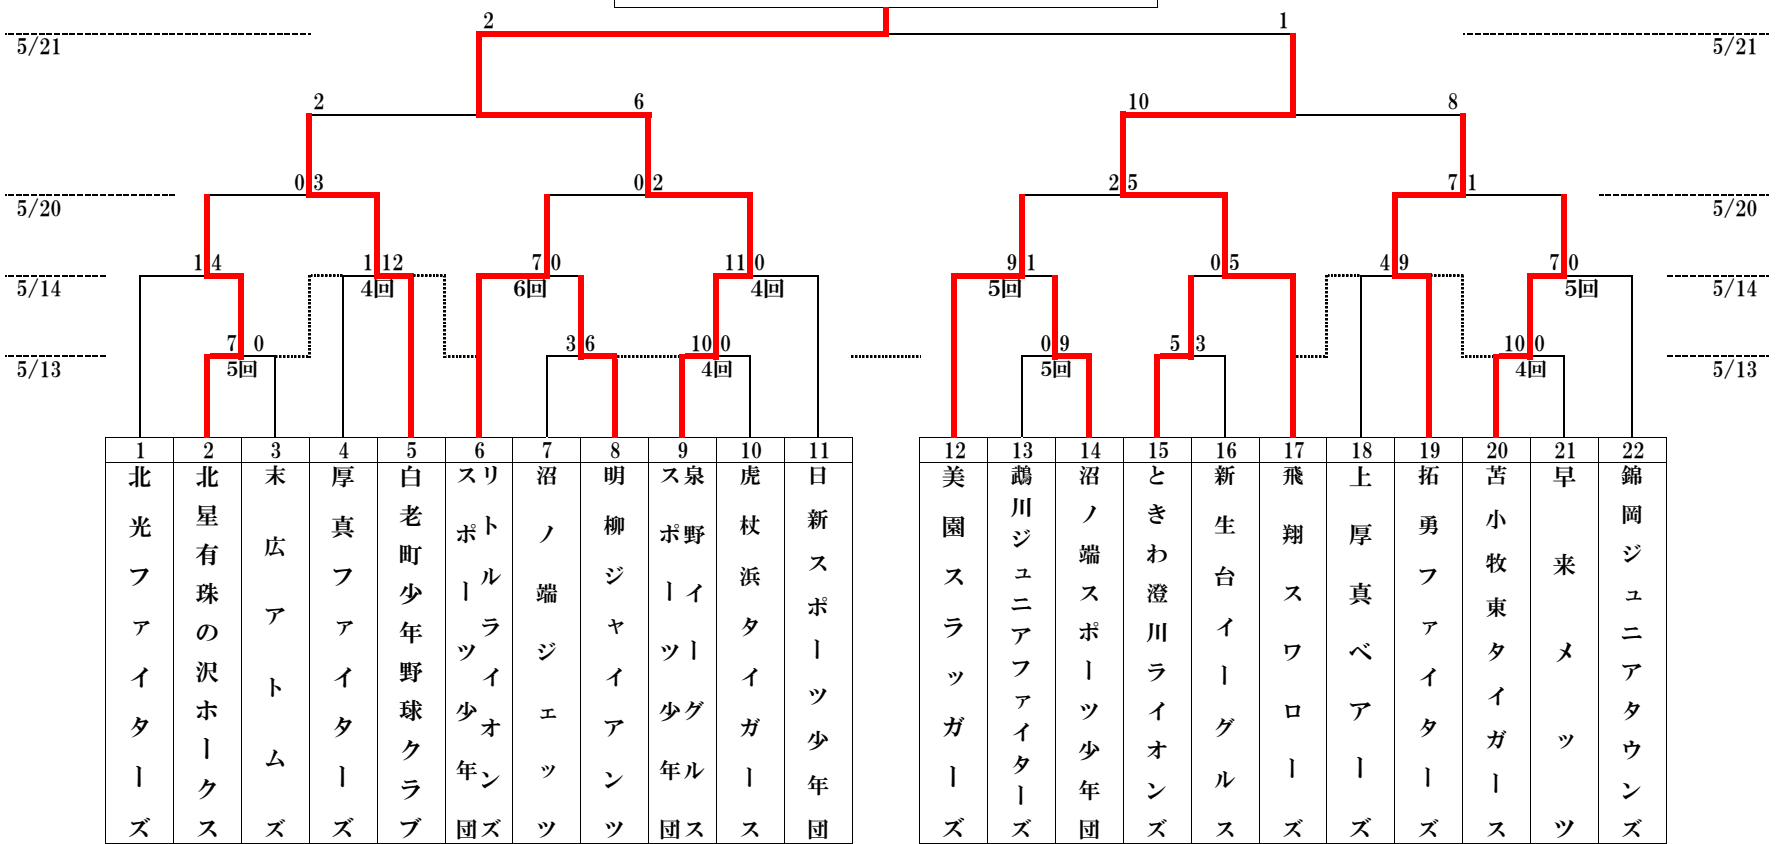 2 1
5/21 5/21
2 6 10 8
0 3 0 2 2 5 7 1
5/20 5/20
1 4 1 12 7 0 11 0 9 1 0 5 4 9 7 0
5/14 4回 6回 4回 5回 5回 5/14
7 0 3 6 10 0 0 9 5 3 10 0
5/13 5回 4回 5回 4回 5/13
1 2 3 4 5 6 7 8 9 10 11 12 13 14 15 16 17 18 19 20 21 22
北光ファイターズ
北星有珠の沢ホークス
末広アトムズ
厚真ファイターズ
白老町少年野球クラブ
リトルライオンズ
スポーツ少年団
沼ノ端ジェッツ
明柳ジャイアンツ
泉野イーグルス
スポーツ少年団
虎杖浜タイガース
日新スポーツ少年団
美園スラッガーズ
鵡川ジュニアファイターズ
沼ノ端スポーツ少年団
ときわ澄川ライオンズ
新生台イーグルス
飛翔スワローズ
上厚真ベアーズ
拓勇ファイターズ
苫小牧東タイガース
早来メッツ
錦岡ジュニアタウンズ